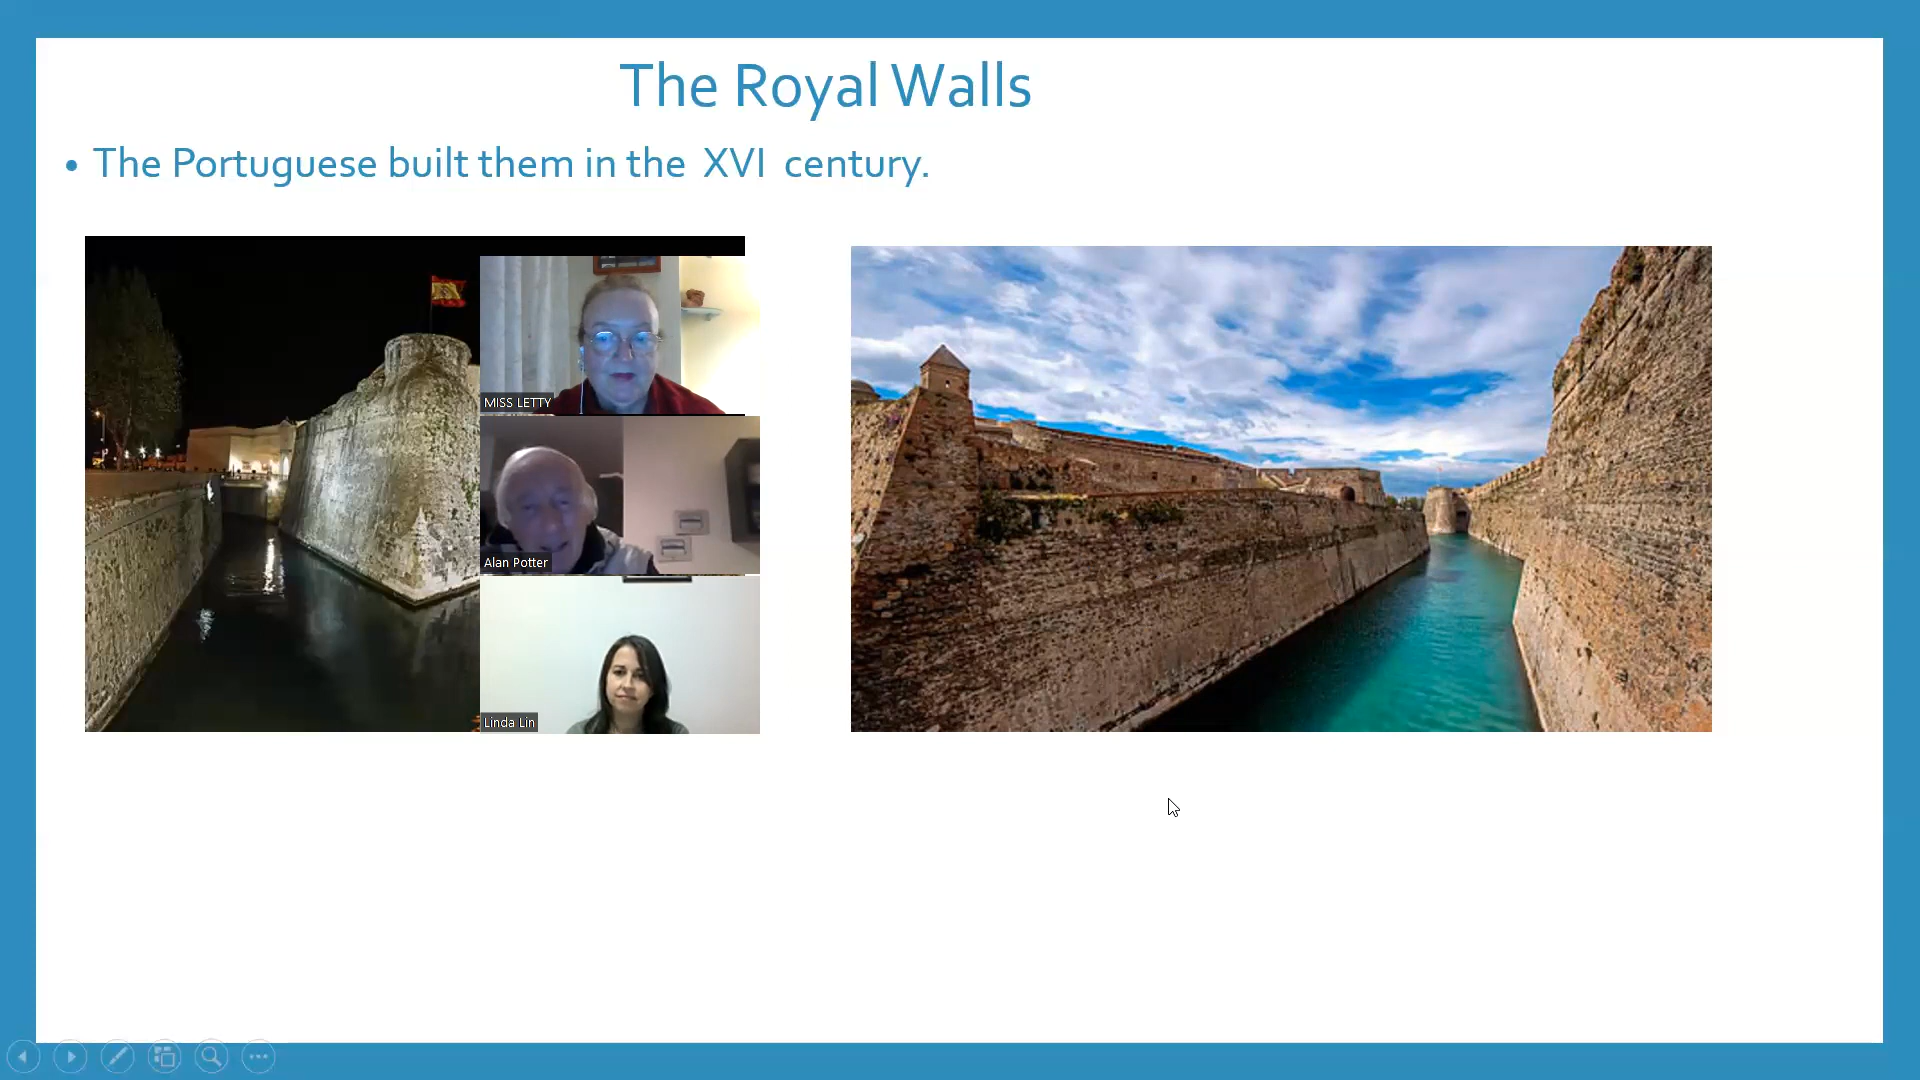 The Royal Walls
• The Portuguese built them in the XVI century.
MISS LETTY
Alan Potter
Linda Lin